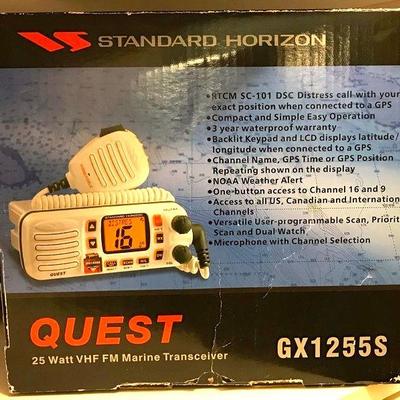 STANDARD HORIZON
•RTCM SC-101 DSC Distress call with your
exact position when connected to a GPS
•Compact and Simple Easy Operation
•3 year waterproof warranty
•Backlit Keypad and LCD displays latitude/
longitude when connected to a GPS
•Channel Name, GPS Time or GPS Position
Repeating shown on the display
•NOAA Weather Alert
•One-button access to Channel 16 and 9
•Access to all US, Canadian and Internation
Channels
•Versatile User-programmable Scan, Priorit
Scan and Dual Watch
•Microphone with Channel Selection
STANDARD HORIZON
16
QUEST
QUEST
25 Watt VHF FM Marine Transceiver
GX1255S